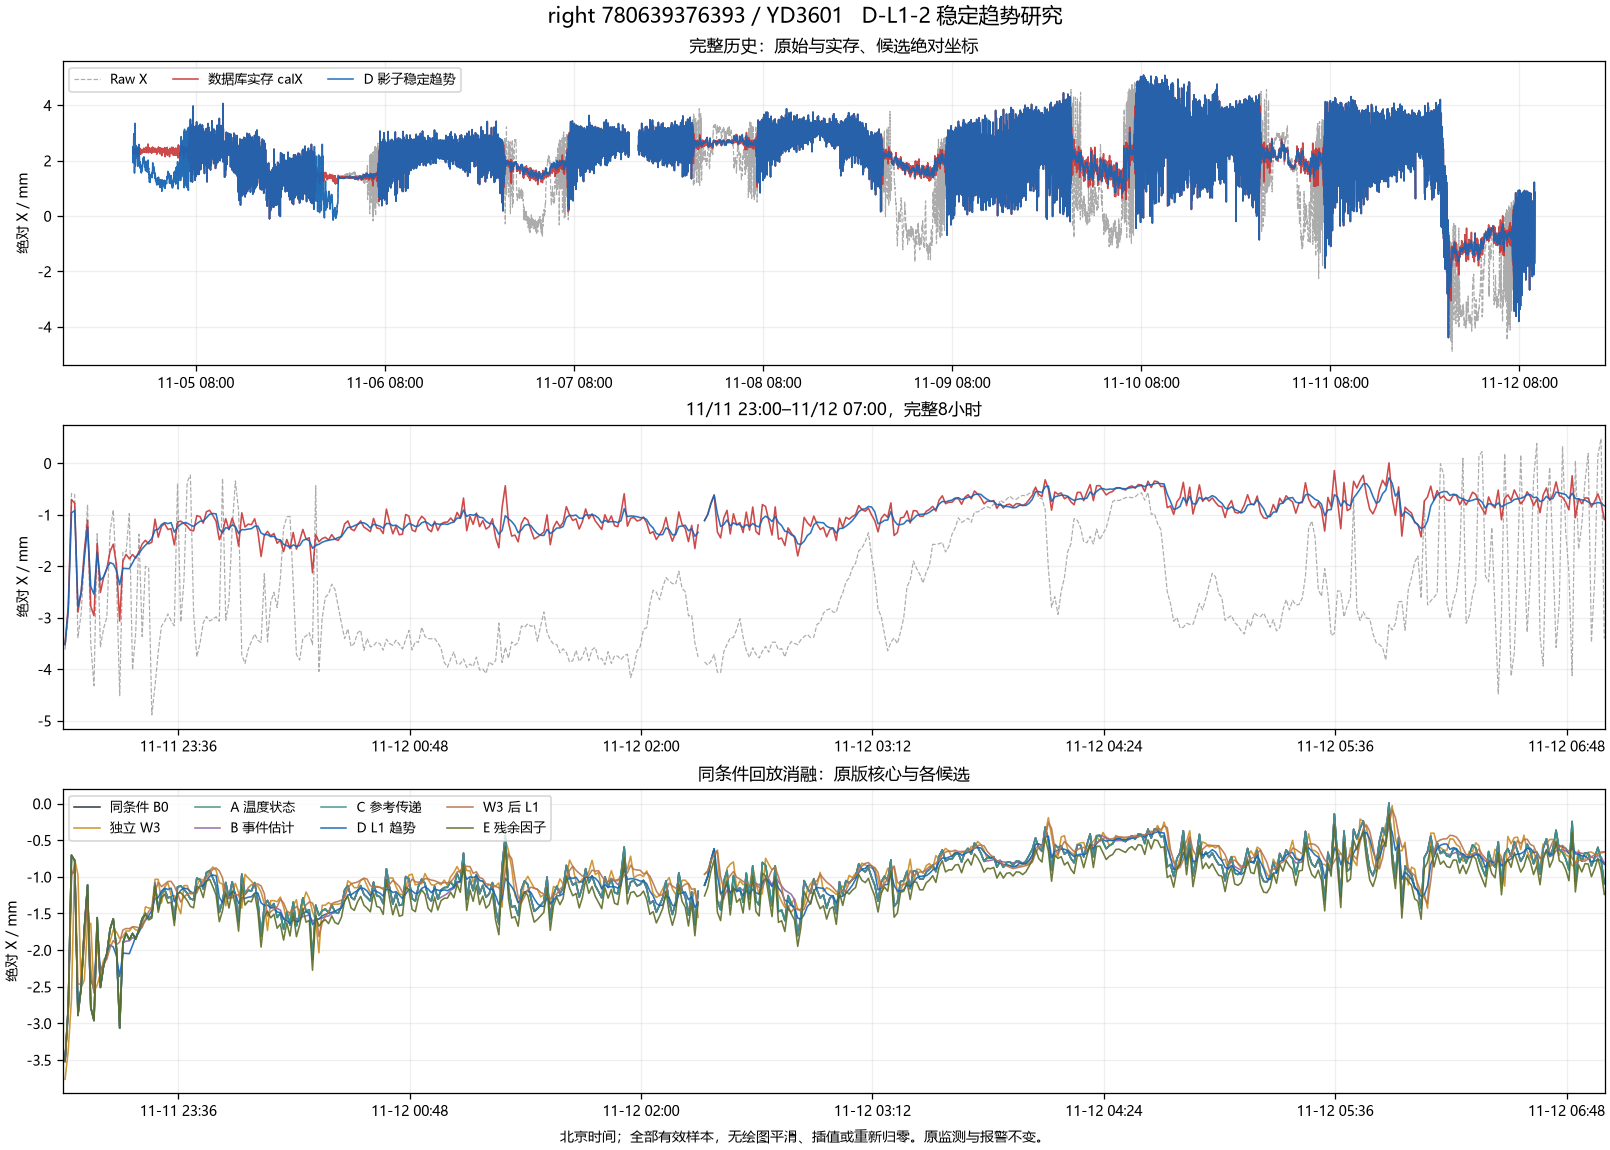 right 780639376393 / YD3601 D-L1-2 稳定趋势研究
完整历史：原始与实存、候选绝对坐标
Raw X
数据库实存 calX
D 影子稳定趋势
绝对 X / mm
4
2
0
-2
-4
11-05 08:00
11-06 08:00
11-07 08:00
11-08 08:00
11-09 08:00
11-10 08:00
11-11 08:00
11-12 08:00
11/11 23:00–11/12 07:00，完整8小时
绝对 X / mm
0
-1
-2
-3
-4
-5
11-11 23:36
11-12 00:48
11-12 02:00
11-12 03:12
11-12 04:24
11-12 05:36
11-12 06:48
同条件回放消融：原版核心与各候选
同条件 B0
A 温度状态
C 参考传递
W3 后 L1
独立 W3
B 事件估计
D L1 趋势
E 残余因子
绝对 X / mm
0.0
-0.5
-1.0
-1.5
-2.0
-2.5
-3.0
-3.5
11-11 23:36
11-12 00:48
11-12 02:00
11-12 03:12
11-12 04:24
11-12 05:36
11-12 06:48
北京时间；全部有效样本，无绘图平滑、插值或重新归零。原监测与报警不变。